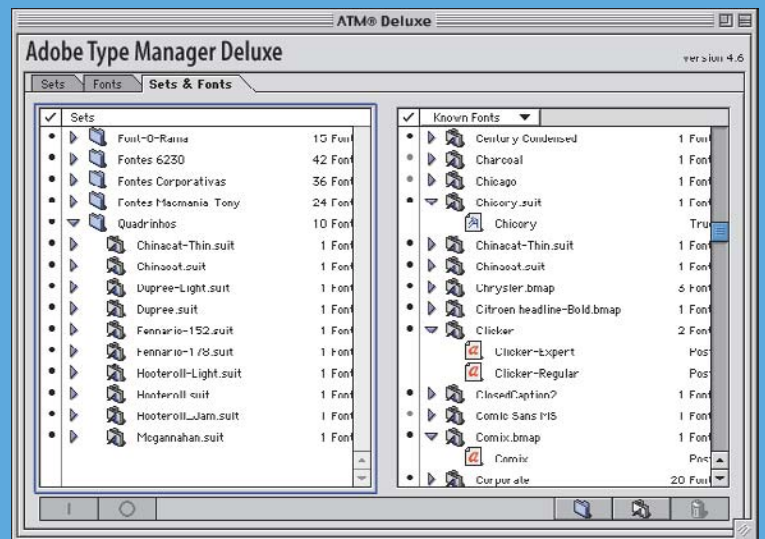 ATM® Deluxe
Adobe Type Manager Deluxe
version 4.6
Sets Fonts Sets & Fonts
✓ Sets
Font-O-Rama 15 Font
Fontes 6230 42 Font
Fontes Corporativas 36 Font
Fontes Macmania Tony 24 Font
Quadrinhos 10 Font
Chinacat-Thin.suit 1 Font
Chinacat.suit 1 Font
Dupree-Light.suit 1 Font
Dupree.suit 1 Font
Fennario-152.suit 1 Font
Fennario-178.suit 1 Font
Hooteroll-Light.suit 1 Font
Hooteroll.suit 1 Font
Hooteroll_Jam.suit 1 Font
Mcgannahan.suit 1 Font
✓ Known Fonts
Century Condensed 1 Font
Charcoal 1 Font
Chicago 1 Font
Chicory.suit 1 Font
Chicory Tru
Chinacat-Thin.suit 1 Font
Chinacat.suit 1 Font
Chrysler.bmap 6 Font
Citroen headline-Bold.bmap 1 Font
Clicker 2 Font
Clicker-Expert Pos
Clicker-Regular Pos
ClosedCaption2 1 Font
Comic Sans MS 1 Font
Comix.bmap 1 Font
Comix Pos
Corporate 20 Font